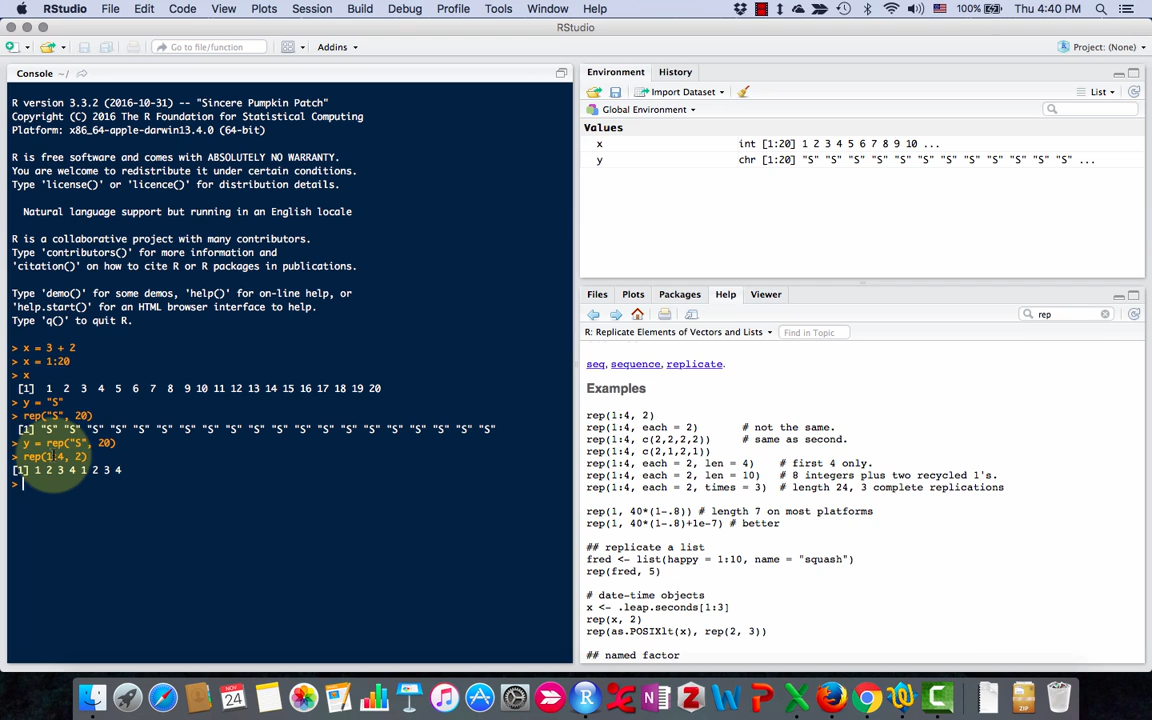 RStudio File Edit Code View Plots Session Build Debug Profile Tools Window Help 100% Thu 4:40 PM
RStudio
Go to file/function Addins Project: (None)
Console ~/
R version 3.3.2 (2016-10-31) -- "Sincere Pumpkin Patch"
Copyright (C) 2016 The R Foundation for Statistical Computing
Platform: x86_64-apple-darwin13.4.0 (64-bit)
R is free software and comes with ABSOLUTELY NO WARRANTY.
You are welcome to redistribute it under certain conditions.
Type 'license()' or 'licence()' for distribution details.
Natural language support but running in an English locale
R is a collaborative project with many contributors.
Type 'contributors()' for more information and
'citation()' on how to cite R or R packages in publications.
Type 'demo()' for some demos, 'help()' for on-line help, or
'help.start()' for an HTML browser interface to help.
Type 'q()' to quit R.
> x = 3 + 2
> x = 1:20
> x
[1] 1 2 3 4 5 6 7 8 9 10 11 12 13 14 15 16 17 18 19 20
> y = "S"
> rep("S", 20)
[1] "S" "S" "S" "S" "S" "S" "S" "S" "S" "S" "S" "S" "S" "S" "S" "S" "S" "S" "S" "S"
> y = rep("S", 20)
> rep(1:4, 2)
[1] 1 2 3 4 1 2 3 4
>
Environment History
Import Dataset List
Global Environment
Values
x int [1:20] 1 2 3 4 5 6 7 8 9 10 ...
y chr [1:20] "S" "S" "S" "S" "S" "S" "S" "S" "S" "S" "S" "S" ...
Files Plots Packages Help Viewer
rep
R: Replicate Elements of Vectors and Lists Find in Topic
seq, sequence, replicate.
Examples
rep(1:4, 2)
rep(1:4, each = 2) # not the same.
rep(1:4, c(2,2,2,2)) # same as second.
rep(1:4, c(2,1,2,1))
rep(1:4, each = 2, len = 4) # first 4 only.
rep(1:4, each = 2, len = 10) # 8 integers plus two recycled 1's.
rep(1:4, each = 2, times = 3) # length 24, 3 complete replications
rep(1, 40*(1-.8)) # length 7 on most platforms
rep(1, 40*(1-.8)+1e-7) # better
## replicate a list
fred <- list(happy = 1:10, name = "squash")
rep(fred, 5)
# date-time objects
x <- .leap.seconds[1:3]
rep(x, 2)
rep(as.POSIXlt(x), rep(2, 3))
## named factor
NOV
24
ZIP